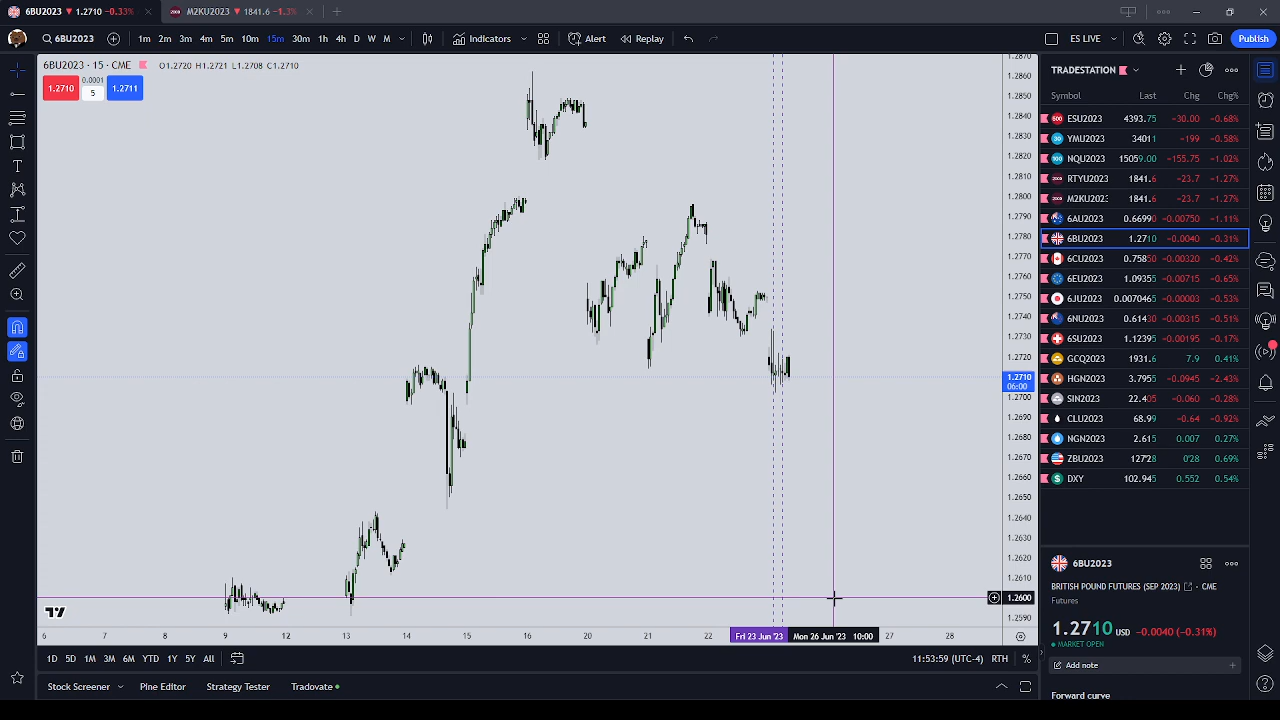 6BU2023 ▼ 1.2710 −0.33%
M2KU2023 ▼ 1841.6 −1.3%
6BU2023 1m 2m 3m 4m 5m 10m 15m 30m 1h 4h D W M Indicators Alert Replay ES LIVE Publish
6BU2023 · 15 · CME O1.2720 H1.2721 L1.2708 C1.2710
1.2710 0.0001 5 1.2711
1.2870
1.2860
1.2850
1.2840
1.2830
1.2820
1.2810
1.2800
1.2790
1.2780
1.2770
1.2760
1.2750
1.2740
1.2730
1.2720
1.2710
06:00
1.2700
1.2690
1.2680
1.2670
1.2660
1.2650
1.2640
1.2630
1.2620
1.2610
1.2600
1.2590
6 7 8 9 12 13 14 15 16 20 21 22 Fri 23 Jun '23 Mon 26 Jun '23 10:00 27 28
1D 5D 1M 3M 6M YTD 1Y 5Y All 11:53:59 (UTC-4) RTH %
Stock Screener Pine Editor Strategy Tester Tradovate
TRADESTATION
Symbol Last Chg Chg%
ESU2023 4393.75 −30.00 −0.68%
YMU2023 34011 −199 −0.58%
NQU2023 15059.00 −155.75 −1.02%
RTYU2023 1841.6 −23.7 −1.27%
M2KU2023 1841.6 −23.7 −1.27%
6AU2023 0.66990 −0.00750 −1.11%
6BU2023 1.2710 −0.0040 −0.31%
6CU2023 0.75850 −0.00320 −0.42%
6EU2023 1.09355 −0.00715 −0.65%
6JU2023 0.0070465 −0.00003 −0.53%
6NU2023 0.61430 −0.00315 −0.51%
6SU2023 1.12395 −0.00195 −0.17%
GCQ2023 1931.6 7.9 0.41%
HGN2023 3.7955 −0.0945 −2.43%
SIN2023 22.405 −0.060 −0.28%
CLU2023 68.99 −0.64 −0.92%
NGN2023 2.615 0.007 0.27%
ZBU2023 127'28 0'28 0.69%
DXY 102.945 0.552 0.54%
6BU2023
BRITISH POUND FUTURES (SEP 2023) · CME
Futures
1.2710 USD −0.0040 (−0.31%)
MARKET OPEN
Add note
Forward curve